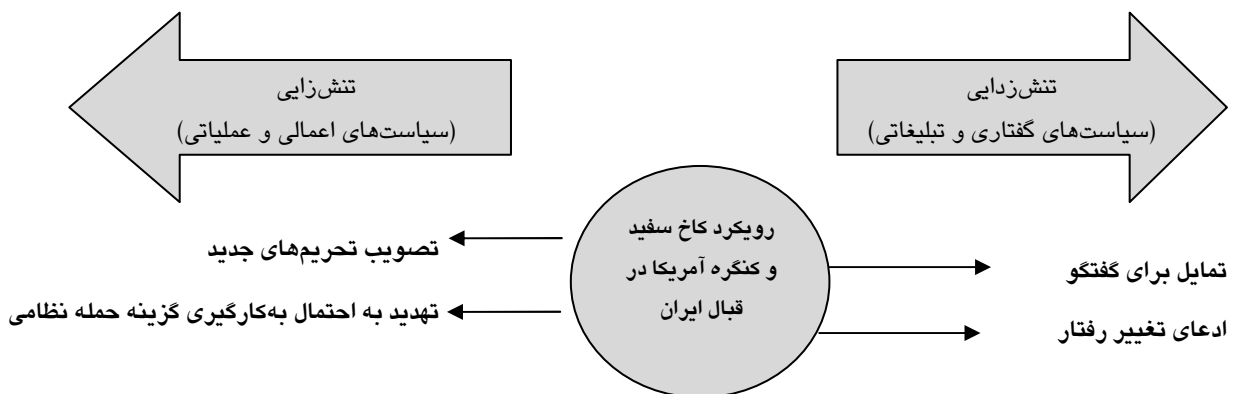 تنش‌زدایی
(سیاست‌های گفتاری و تبلیغاتی)
تنش‌زایی
(سیاست‌های اعمالی و عملیاتی)
رویکرد کاخ سفید
و کنگره آمریکا در
قبال ایران
تمایل برای گفتگو
ادعای تغییر رفتار
تصویب تحریم‌های جدید
تهدید به احتمال به‌کارگیری گزینه حمله نظامی